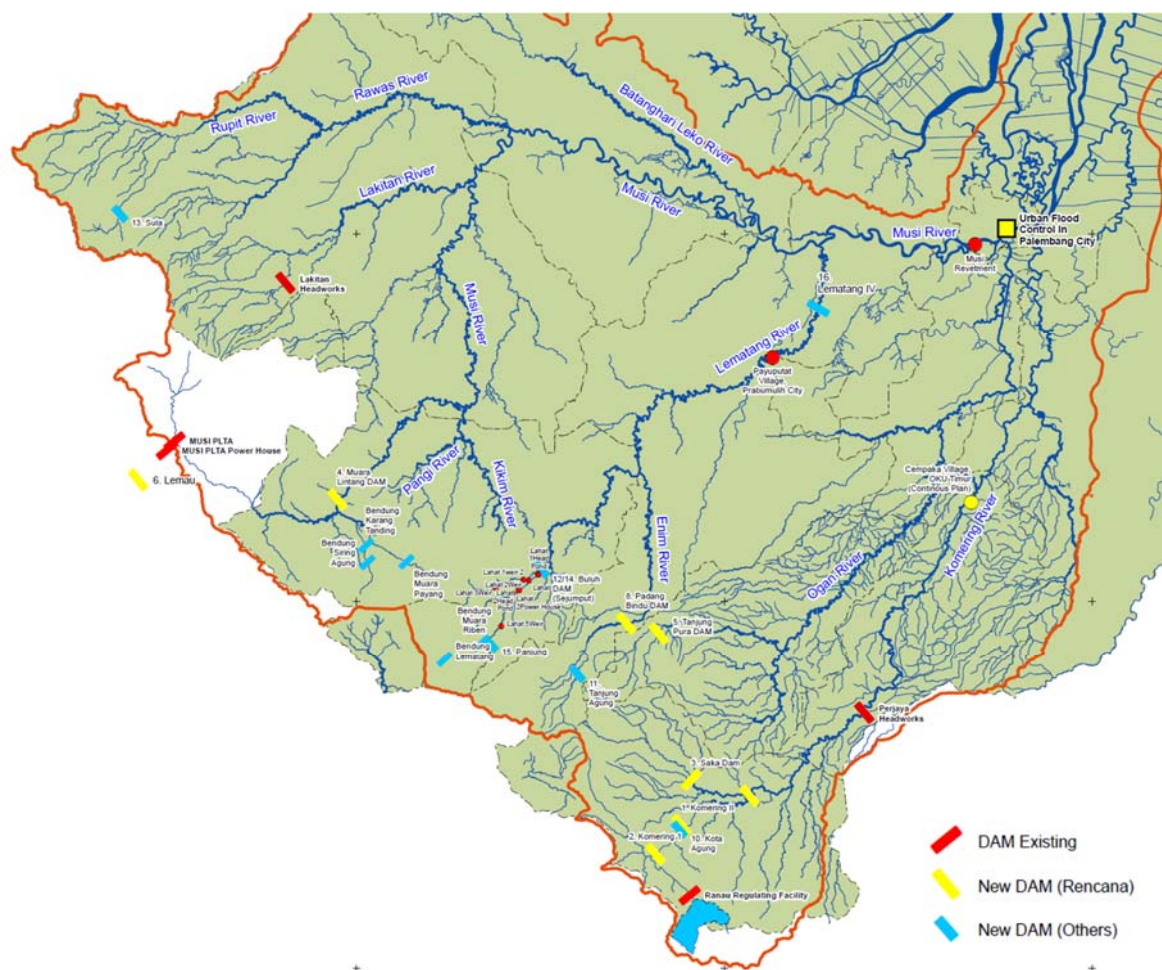 Rawas River
Rupit River
Batanghari Leko River
Lakitan River
Musi River
Musi River
13. Sula
Urban Flood
Control In
Palembang City
Musi
Revetment
Lakitan
Headworks
16.
Lematang IV
Musi River
Lematang River
Payuputat
Village,
Prabumulih City
MUSI PLTA
MUSI PLTA Power House
6. Lemau
4. Muara
Lintang DAM
Pangi River
Kikim River
Cempaka Village
OKU Timur
(Continous Plan)
Komering River
Bendung
Karang
Tanding
Bendung
Siring
Agung
Bendung
Muara
Payang
Enim River
Ogan River
12/14. Buluh
DAM
(Sejumput)
Bendung
Muara
Riben
Bendung
Lematang
15. Panjung
8. Padang
Bindu DAM
5. Tanjung
Pura DAM
11.
Tanjung
Agung
Perjaya
Headworks
3. Saka Dam
1. Komering II
2. Komering 1
10. Kota
Agung
Ranau Regulating Facility
DAM Existing
New DAM (Rencana)
New DAM (Others)